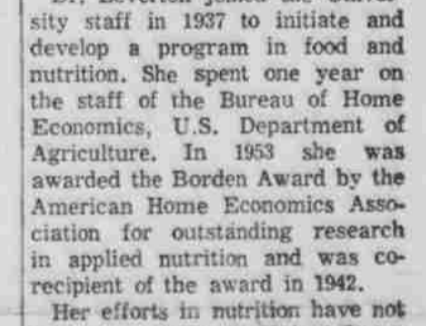 sity staff in 1937 to initiate and
develop a program in food and
nutrition. She spent one year on
the staff of the Bureau of Home
Economics, U.S. Department of
Agriculture. In 1953 she was
awarded the Borden Award by the
American Home Economics Asso-
ciation for outstanding research
in applied nutrition and was co-
recipient of the award in 1942.
Her efforts in nutrition have not